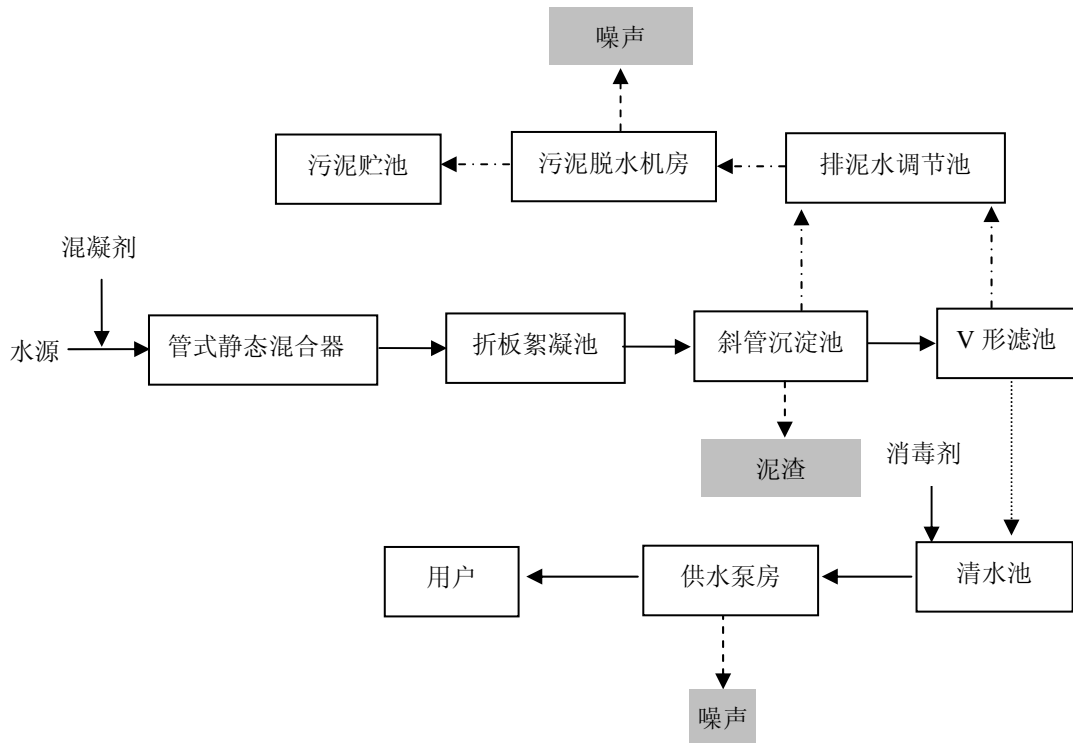 噪声
污泥贮池
污泥脱水机房
排泥水调节池
混凝剂
水源
管式静态混合器
折板絮凝池
斜管沉淀池
V 形滤池
泥渣
消毒剂
用户
供水泵房
清水池
噪声